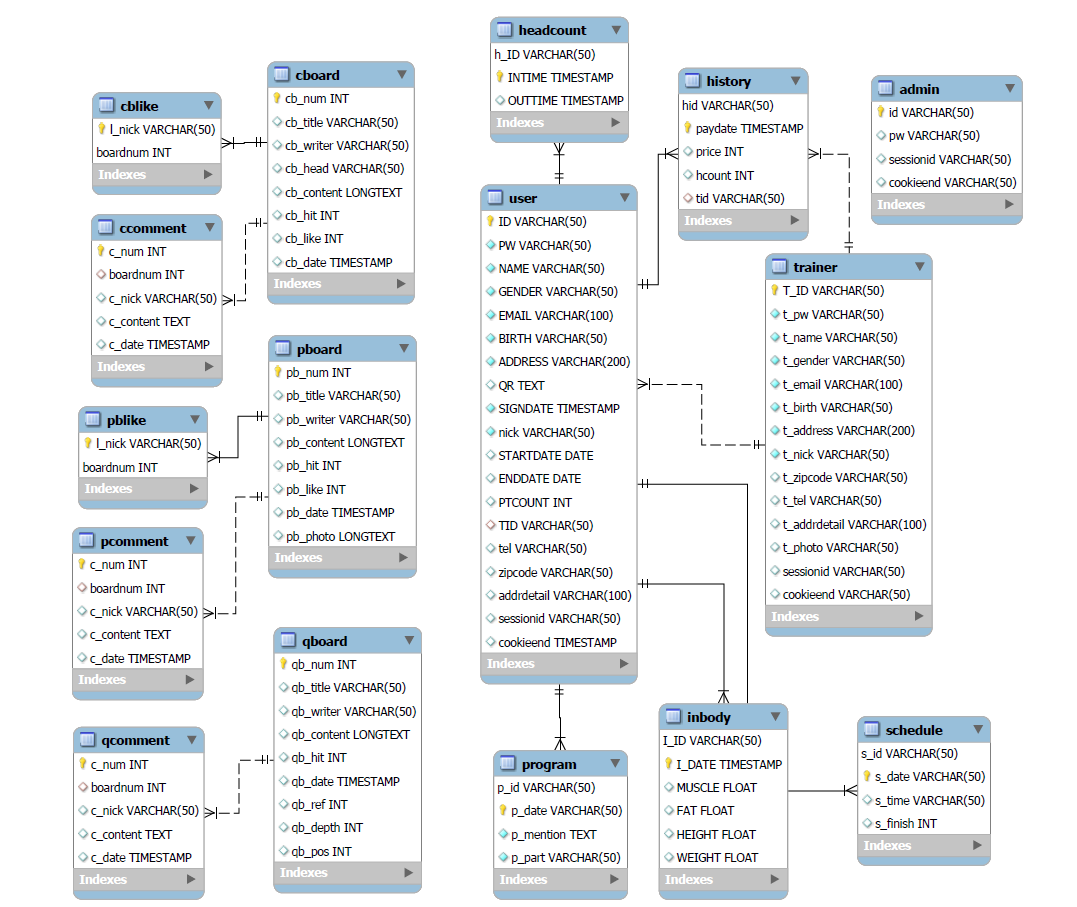 headcount
h_ID VARCHAR(50)
INTIME TIMESTAMP
OUTTIME TIMESTAMP
Indexes
cboard
cb_num INT
cb_title VARCHAR(50)
cb_writer VARCHAR(50)
cb_head VARCHAR(50)
cb_content LONGTEXT
cb_hit INT
cb_like INT
cb_date TIMESTAMP
Indexes
history
hid VARCHAR(50)
paydate TIMESTAMP
price INT
hcount INT
tid VARCHAR(50)
Indexes
admin
id VARCHAR(50)
pw VARCHAR(50)
sessionid VARCHAR(50)
cookieend VARCHAR(50)
Indexes
cblike
l_nick VARCHAR(50)
boardnum INT
Indexes
ccomment
c_num INT
boardnum INT
c_nick VARCHAR(50)
c_content TEXT
c_date TIMESTAMP
Indexes
user
ID VARCHAR(50)
PW VARCHAR(50)
NAME VARCHAR(50)
GENDER VARCHAR(50)
EMAIL VARCHAR(100)
BIRTH VARCHAR(50)
ADDRESS VARCHAR(200)
QR TEXT
SIGNDATE TIMESTAMP
nick VARCHAR(50)
STARTDATE DATE
ENDDATE DATE
PTCOUNT INT
TID VARCHAR(50)
tel VARCHAR(50)
zipcode VARCHAR(50)
addrdetail VARCHAR(100)
sessionid VARCHAR(50)
cookieend TIMESTAMP
Indexes
trainer
T_ID VARCHAR(50)
t_pw VARCHAR(50)
t_name VARCHAR(50)
t_gender VARCHAR(50)
t_email VARCHAR(100)
t_birth VARCHAR(50)
t_address VARCHAR(200)
t_nick VARCHAR(50)
t_zipcode VARCHAR(50)
t_tel VARCHAR(50)
t_addrdetail VARCHAR(100)
t_photo VARCHAR(50)
sessionid VARCHAR(50)
cookieend VARCHAR(50)
Indexes
pboard
pb_num INT
pb_title VARCHAR(50)
pb_writer VARCHAR(50)
pb_content LONGTEXT
pb_hit INT
pb_like INT
pb_date TIMESTAMP
pb_photo LONGTEXT
Indexes
pblike
l_nick VARCHAR(50)
boardnum INT
Indexes
pcomment
c_num INT
boardnum INT
c_nick VARCHAR(50)
c_content TEXT
c_date TIMESTAMP
Indexes
qboard
qb_num INT
qb_title VARCHAR(50)
qb_writer VARCHAR(50)
qb_content LONGTEXT
qb_hit INT
qb_date TIMESTAMP
qb_ref INT
qb_depth INT
qb_pos INT
Indexes
qcomment
c_num INT
boardnum INT
c_nick VARCHAR(50)
c_content TEXT
c_date TIMESTAMP
Indexes
program
p_id VARCHAR(50)
p_date VARCHAR(50)
p_mention TEXT
p_part VARCHAR(50)
Indexes
inbody
I_ID VARCHAR(50)
I_DATE TIMESTAMP
MUSCLE FLOAT
FAT FLOAT
HEIGHT FLOAT
WEIGHT FLOAT
Indexes
schedule
s_id VARCHAR(50)
s_date VARCHAR(50)
s_time VARCHAR(50)
s_finish INT
Indexes